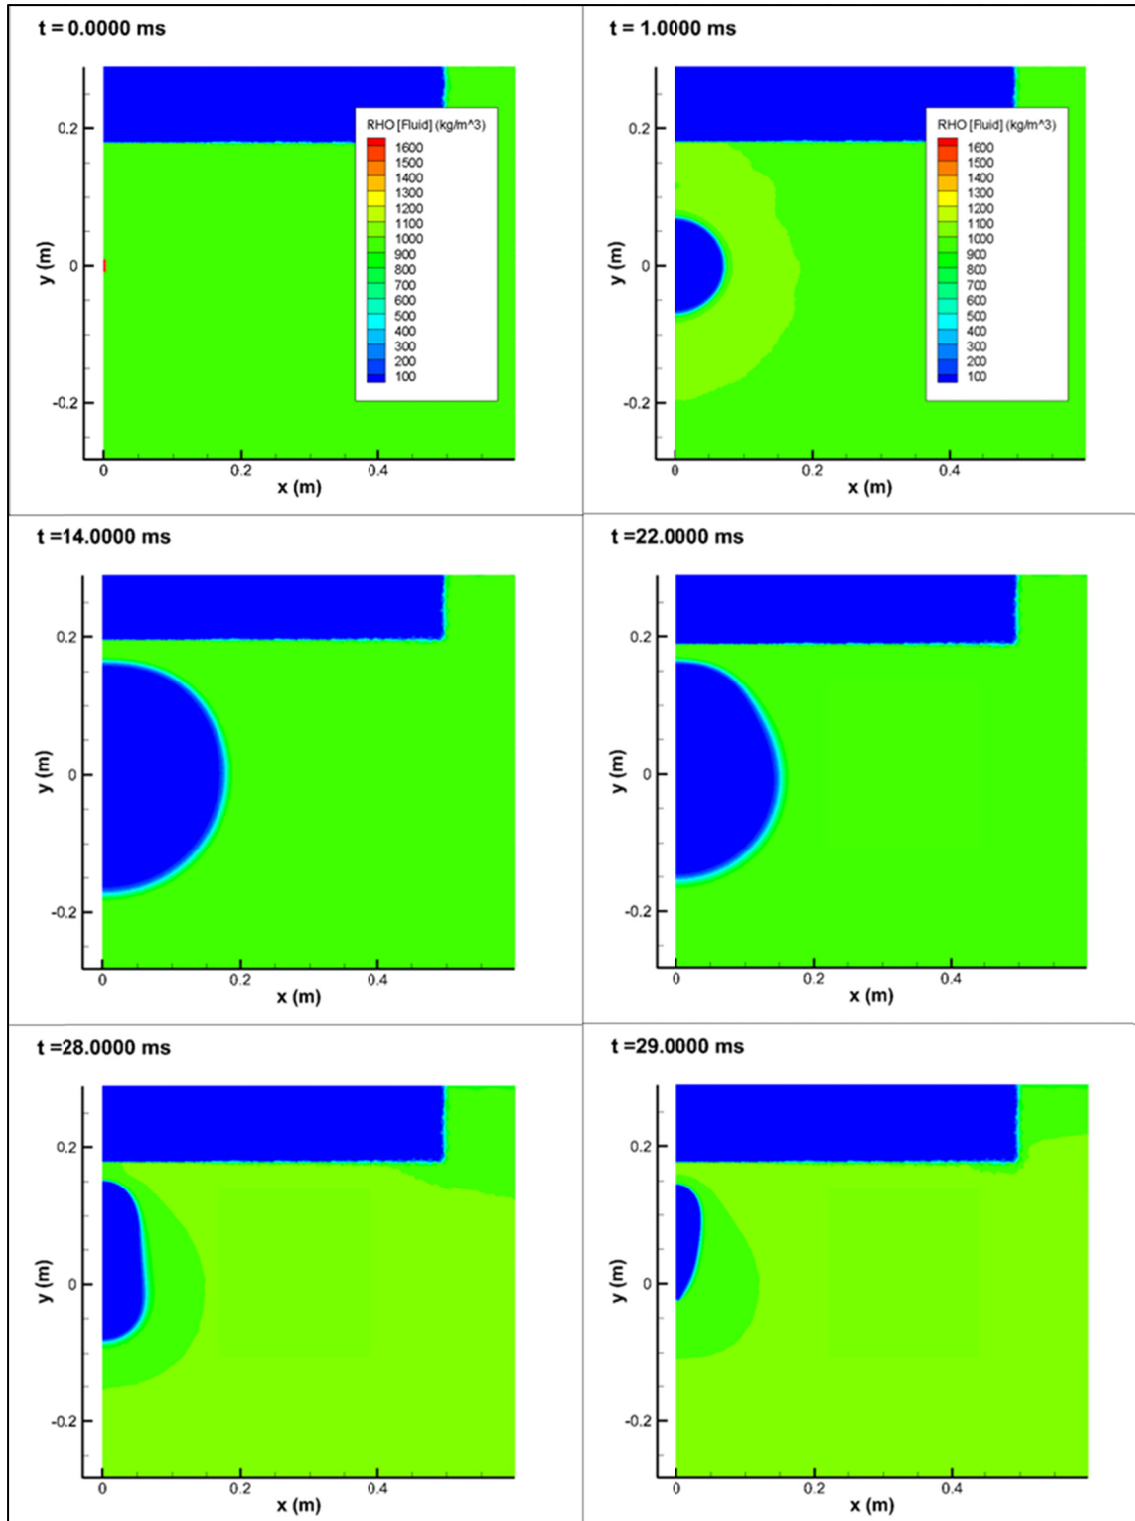 t = 0.0000 ms
RHO [Fluid] (kg/m^3)
1600
1500
1400
1300
1200
1100
1000
900
800
700
600
500
400
300
200
100
0.2
0
-0.2
y (m)
0 0.2 0.4
x (m)
t = 1.0000 ms
RHO [Fluid] (kg/m^3)
1600
1500
1400
1300
1200
1100
1000
900
800
700
600
500
400
300
200
100
0.2
0
-0.2
y (m)
0 0.2 0.4
x (m)
t =14.0000 ms
0.2
0
-0.2
y (m)
0 0.2 0.4
x (m)
t =22.0000 ms
0.2
0
-0.2
y (m)
0 0.2 0.4
x (m)
t =28.0000 ms
0.2
0
-0.2
y (m)
0 0.2 0.4
x (m)
t =29.0000 ms
0.2
0
-0.2
y (m)
0 0.2 0.4
x (m)